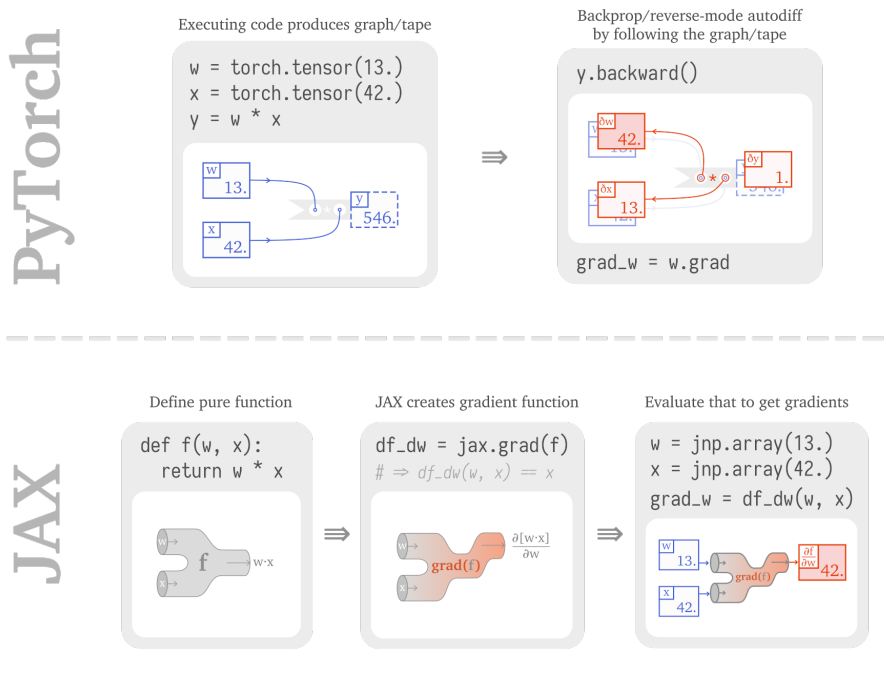 PyTorch
Executing code produces graph/tape
w = torch.tensor(13.)
x = torch.tensor(42.)
y = w * x
w
13.
y
546.
x
42.
⇛
Backprop/reverse-mode autodiff
by following the graph/tape
y.backward()
∂w
42.
∂y
1.
*
∂x
13.
grad_w = w.grad
JAX
Define pure function
def f(w, x):
return w * x
w
f
w·x
x
⇛
JAX creates gradient function
df_dw = jax.grad(f)
# ⇒ df_dw(w, x) == x
w
grad(f)
∂[w·x]
∂w
x
⇛
Evaluate that to get gradients
w = jnp.array(13.)
x = jnp.array(42.)
grad_w = df_dw(w, x)
w
13.
grad(f)
∂f
∂w
42.
x
42.